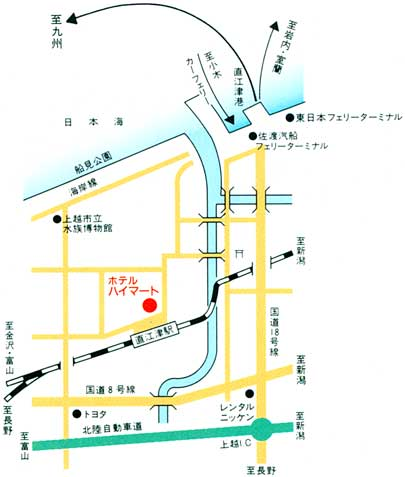 至九州
至岩内・室蘭
至小木
カーフェリー
直江津港
日本海
東日本フェリーターミナル
佐渡汽船
フェリーターミナル
船見公園
海岸線
上越市立
水族博物館
至新潟
ホテル
ハイマート
直江津駅
国道18号線
至金沢・富山
至長野
国道8号線
至新潟
トヨタ
レンタル
ニッケン
北陸自動車道
至富山
上越I.C
至新潟
至長野